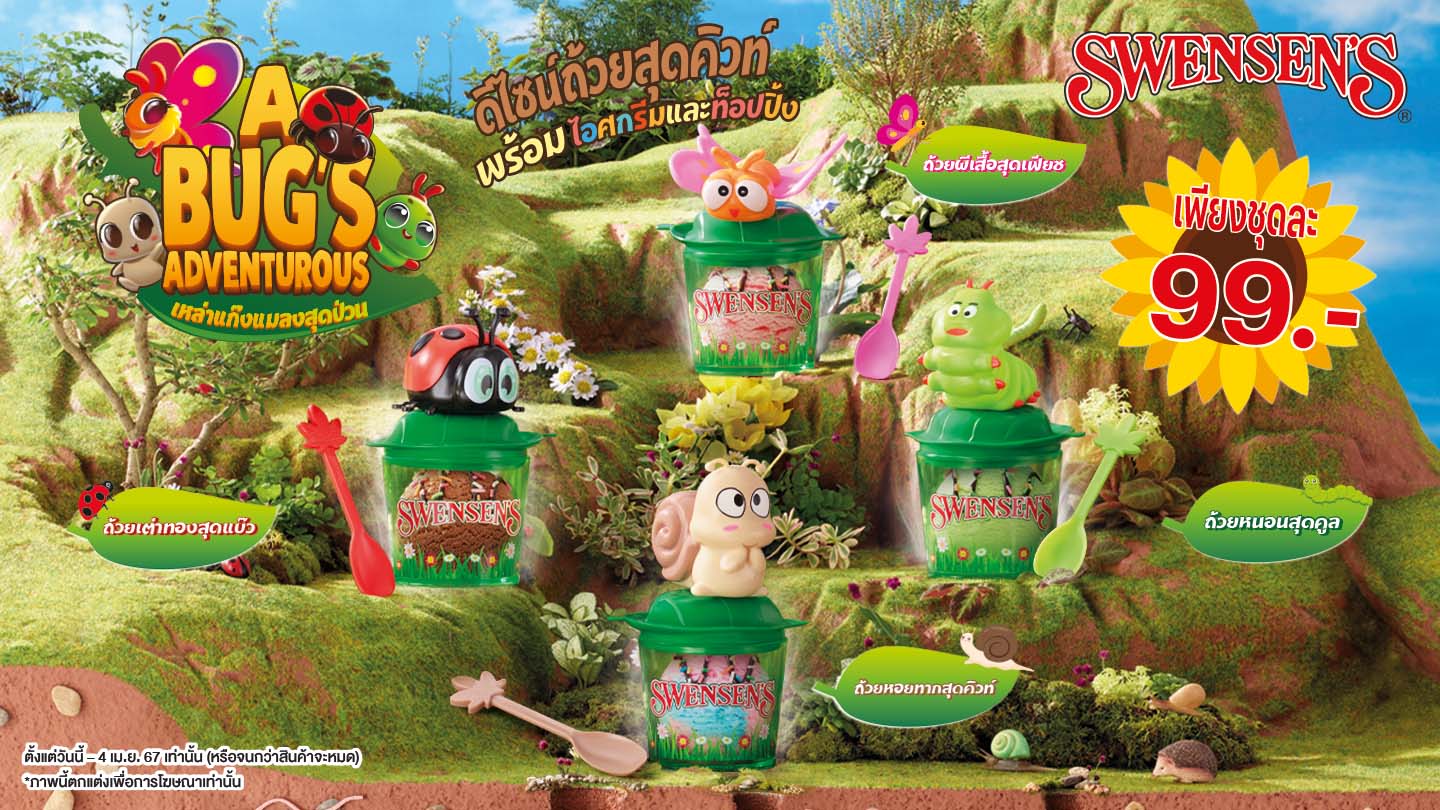 A
BUG'S
ADVENTUROUS
เหล่าแก๊งแมลงสุดป่วน
ดีไซน์ถ้วยสุดคิวท์
พร้อม ไอศกรีมและท็อปปิ้ง
SWENSEN'S
®
ถ้วยผีเสื้อสุดเฟียซ
เพียงชุดละ
99.-
SWENSEN'S
SWENSEN'S
SWENSEN'S
ถ้วยเต่าทองสุดแบ๊ว
ถ้วยหนอนสุดคูล
SWENSEN'S
ถ้วยหอยทากสุดคิวท์
ตั้งแต่วันนี้ – 4 เม.ย. 67 เท่านั้น (หรือจนกว่าสินค้าจะหมด)
*ภาพนี้ตกแต่งเพื่อการโฆษณาเท่านั้น